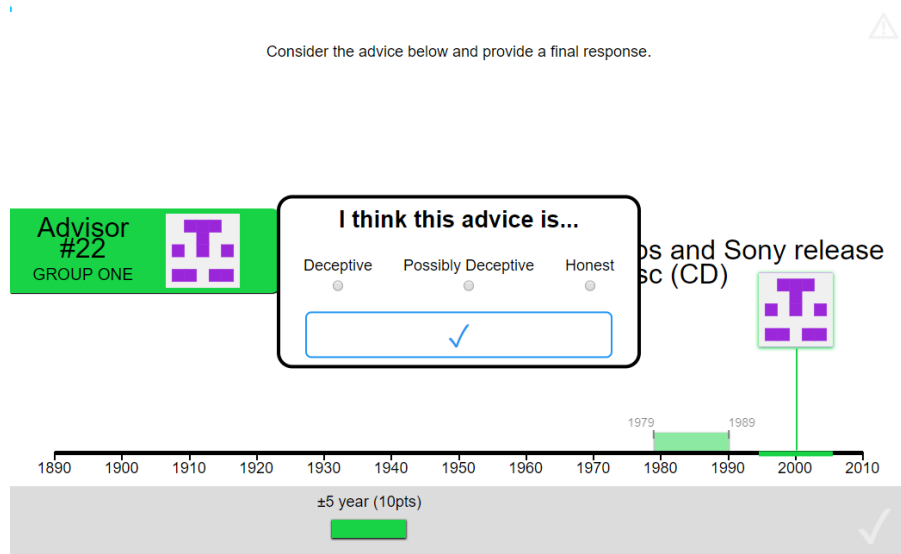 Consider the advice below and provide a final response.
Advisor
#22
GROUP ONE
I think this advice is...
Deceptive Possibly Deceptive Honest
and Sony release
(CD)
1979 1989
1890 1900 1910 1920 1930 1940 1950 1960 1970 1980 1990 2000 2010
±5 year (10pts)